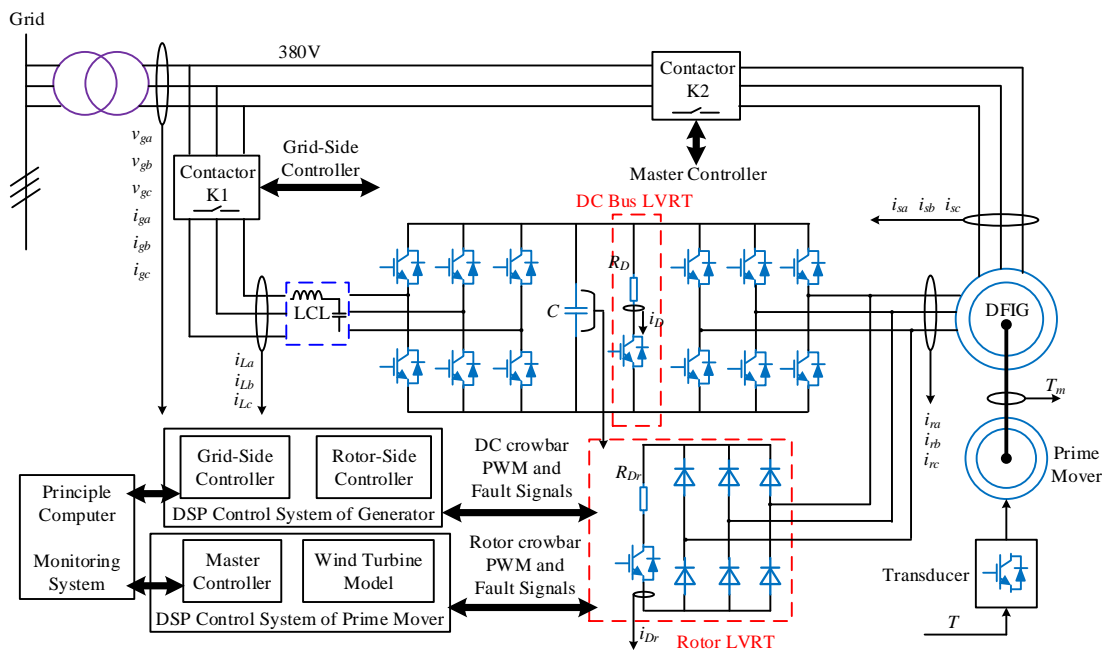 Grid
380V
Contactor
K2
v_ga
v_gb
v_gc
i_ga
i_gb
i_gc
Contactor
K1
Grid-Side
Controller
Master Controller
DC Bus LVRT
i_sa i_sb i_sc
R_D
i_D
C
LCL
DFIG
i_La
i_Lb
i_Lc
T_m
i_ra
i_rb
i_rc
Prime
Mover
Grid-Side
Controller
Rotor-Side
Controller
DSP Control System of Generator
DC crowbar
PWM and
Fault Signals
R_Dr
Principle
Computer
Monitoring
System
Master
Controller
Wind Turbine
Model
DSP Control System of Prime Mover
Rotor crowbar
PWM and
Fault Signals
Transducer
T
i_Dr
Rotor LVRT